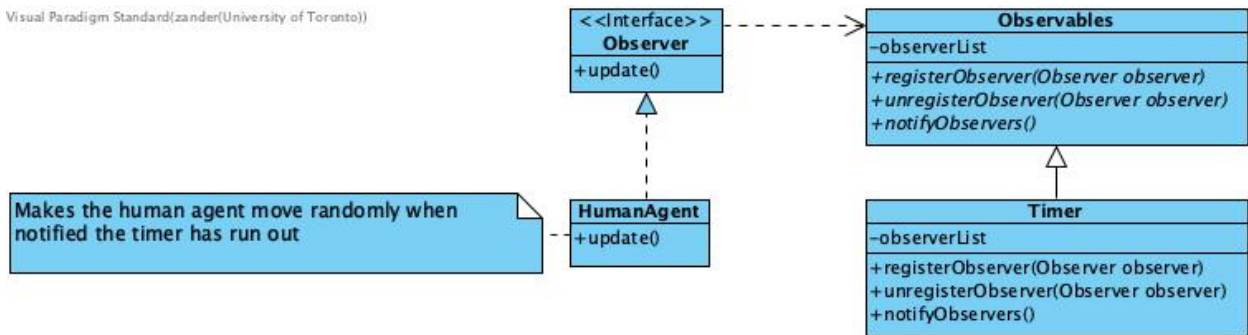 Visual Paradigm Standard(zander(University of Toronto))
<<Interface>>
Observer
+update()
Observables
-observerList
+registerObserver(Observer observer)
+unregisterObserver(Observer observer)
+notifyObservers()
Makes the human agent move randomly when
notified the timer has run out
HumanAgent
+update()
Timer
-observerList
+registerObserver(Observer observer)
+unregisterObserver(Observer observer)
+notifyObservers()